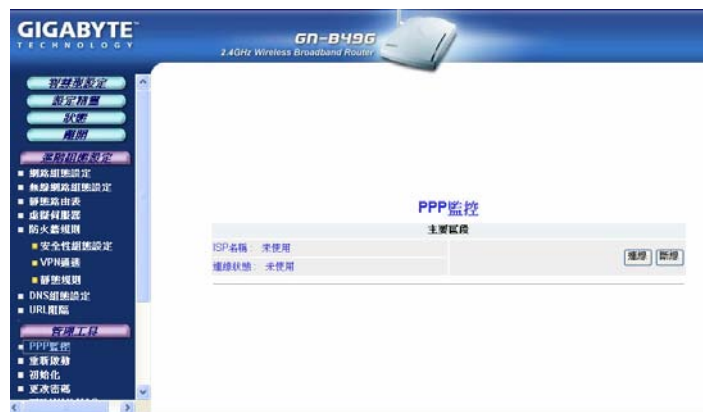 GIGABYTE™
TECHNOLOGY
GN-B49G
2.4GHz Wireless Broadband Router
智慧型設定
設定精靈
狀態
離開
進階組態設定
網路組態設定
無線網路組態設定
靜態路由表
虛擬伺服器
防火牆規則
安全性組態設定
VPN通透
靜態規則
DNS組態設定
URL阻隔
管理工具
PPP監控
重新啟動
初始化
更改密碼
PPP監控
主要區段
ISP名稱： 未使用
連線狀態： 未使用
連線 斷線